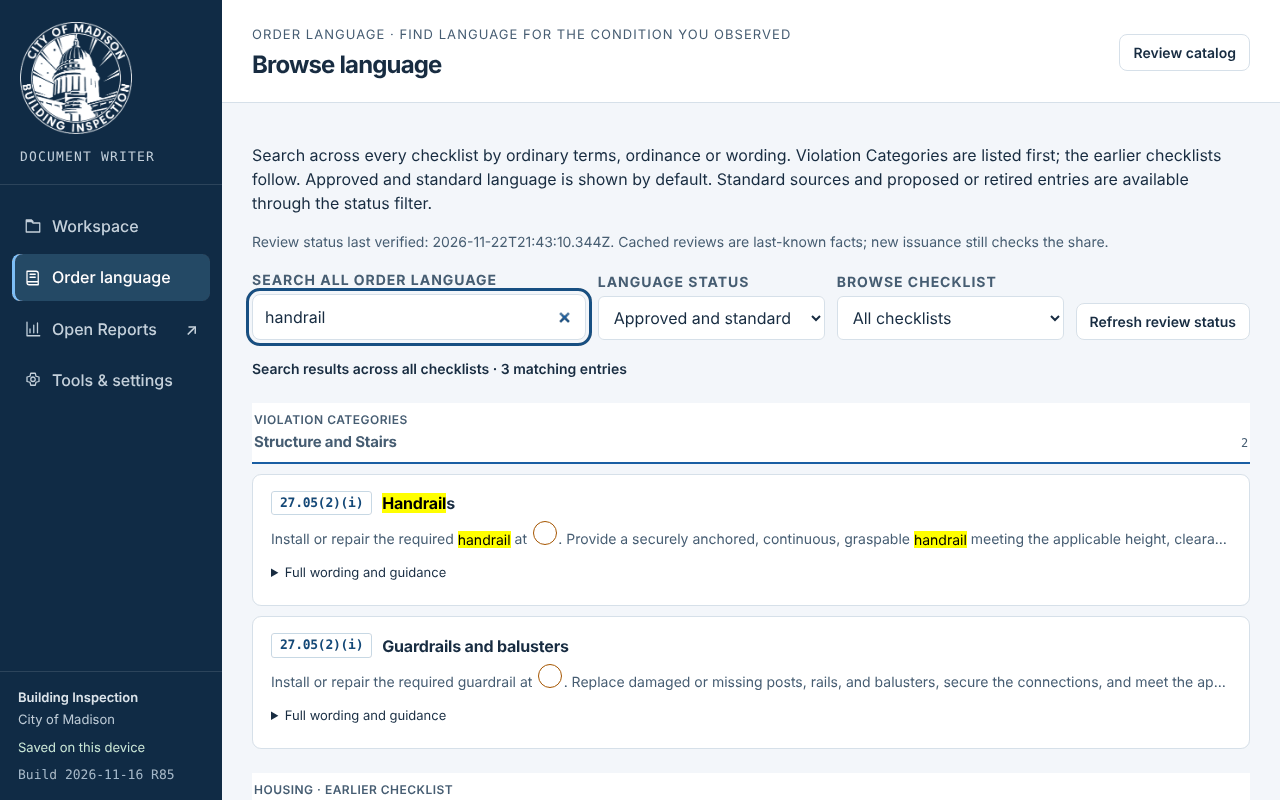 CITY OF MADISON
BUILDING INSPECTION
DOCUMENT WRITER
Workspace
Order language
Open Reports
Tools & settings
Building Inspection
City of Madison
Saved on this device
Build 2026-11-16 R85
ORDER LANGUAGE · FIND LANGUAGE FOR THE CONDITION YOU OBSERVED
Browse language
Review catalog
Search across every checklist by ordinary terms, ordinance or wording. Violation Categories are listed first; the earlier checklists
follow. Approved and standard language is shown by default. Standard sources and proposed or retired entries are available
through the status filter.
Review status last verified: 2026-11-22T21:43:10.344Z. Cached reviews are last-known facts; new issuance still checks the share.
SEARCH ALL ORDER LANGUAGE
LANGUAGE STATUS
BROWSE CHECKLIST
handrail
Approved and standard
All checklists
Refresh review status
Search results across all checklists · 3 matching entries
VIOLATION CATEGORIES
Structure and Stairs
2
27.05(2)(i) Handrails
Install or repair the required handrail at . Provide a securely anchored, continuous, graspable handrail meeting the applicable height, cleara...
Full wording and guidance
27.05(2)(i) Guardrails and balusters
Install or repair the required guardrail at . Replace damaged or missing posts, rails, and balusters, secure the connections, and meet the ap...
Full wording and guidance
HOUSING · EARLIER CHECKLIST